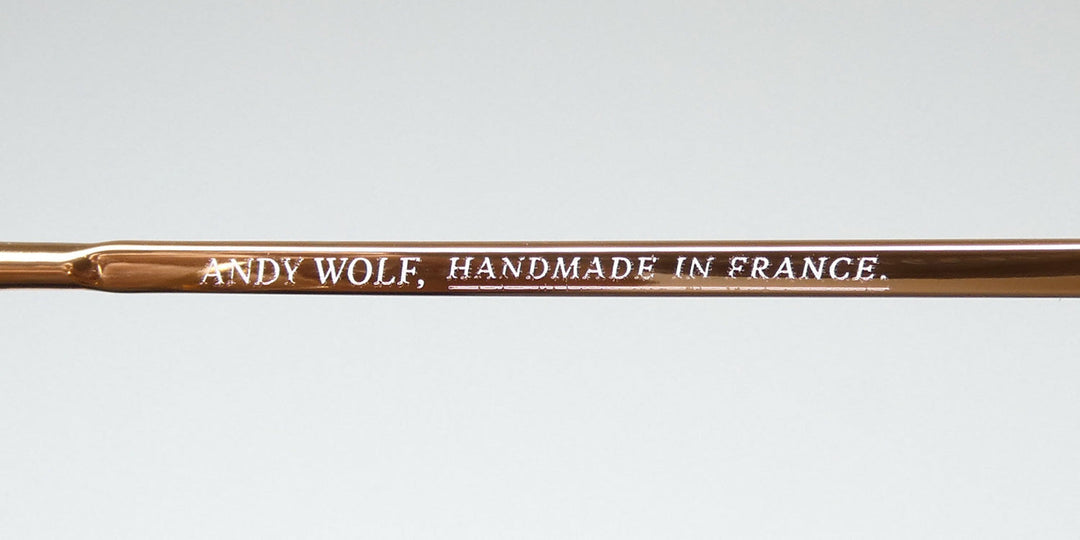 ANDY WOLF, HANDMADE IN FRANCE.